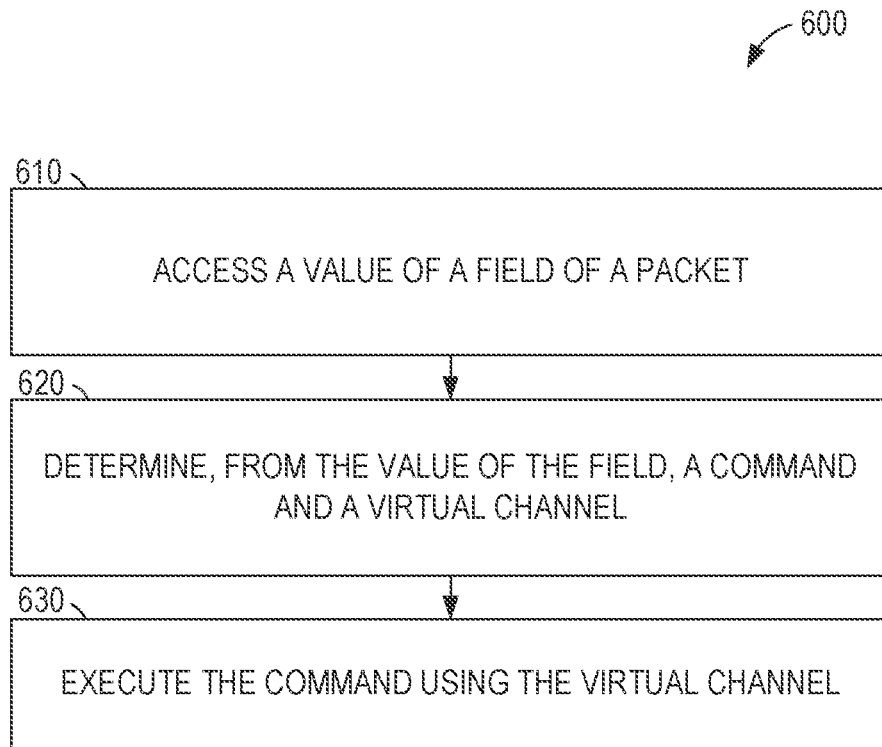 600
610
ACCESS A VALUE OF A FIELD OF A PACKET
620
DETERMINE, FROM THE VALUE OF THE FIELD, A COMMAND
AND A VIRTUAL CHANNEL
630
EXECUTE THE COMMAND USING THE VIRTUAL CHANNEL